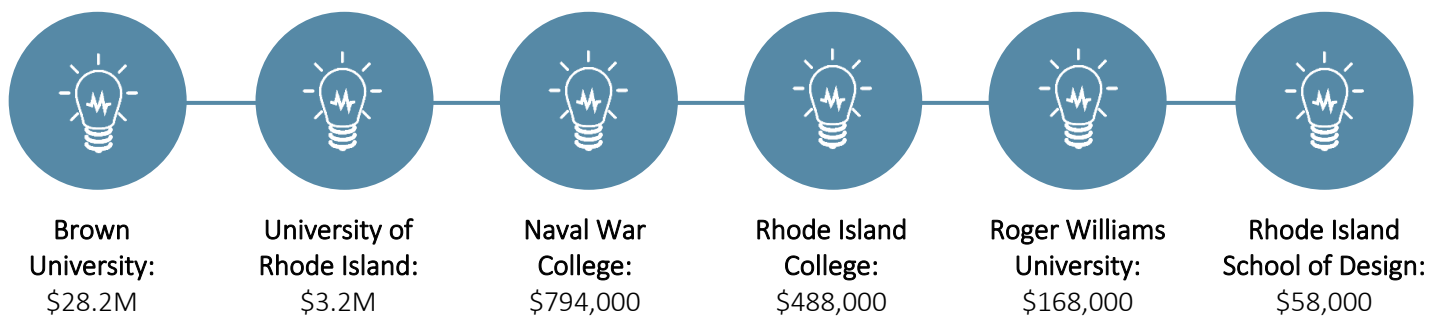 Brown
University:
$28.2M
University of
Rhode Island:
$3.2M
Naval War
College:
$794,000
Rhode Island
College:
$488,000
Roger Williams
University:
$168,000
Rhode Island
School of Design:
$58,000